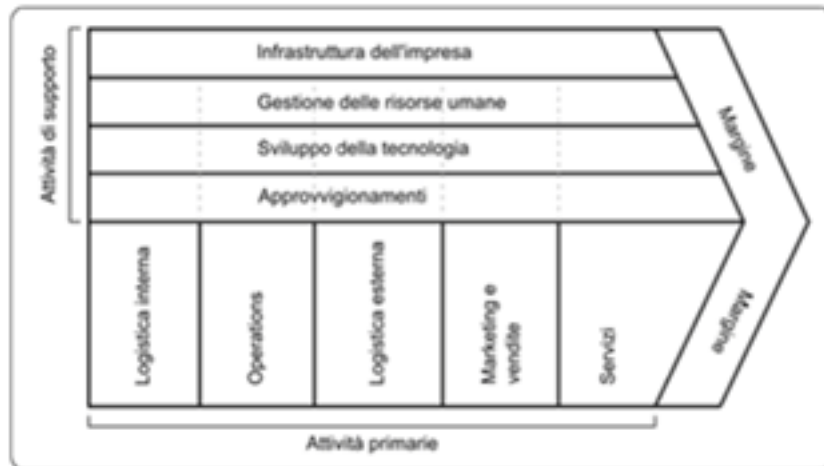 Attività di supporto
Infrastruttura dell'impresa
Gestione delle risorse umane
Sviluppo della tecnologia
Approvvigionamenti
Margine
Logistica interna
Operations
Logistica esterna
Marketing e
vendite
Servizi
Margine
Attività primarie